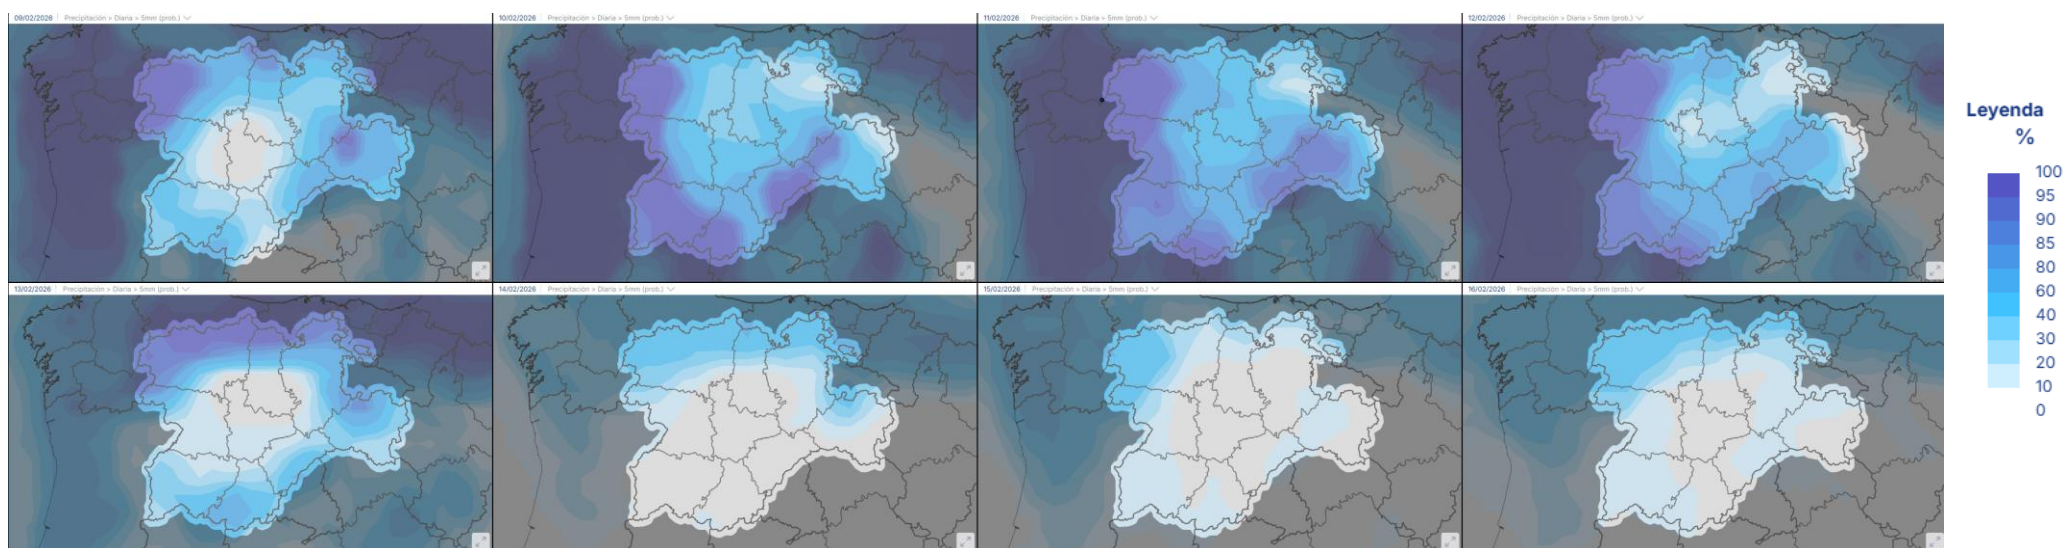 09/02/2026 Precipitación > Diaria > 5mm (prob.)
10/02/2026 Precipitación > Diaria > 5mm (prob.)
11/02/2026 Precipitación > Diaria > 5mm (prob.)
12/02/2026 Precipitación > Diaria > 5mm (prob.)
13/02/2026 Precipitación > Diaria > 5mm (prob.)
14/02/2026 Precipitación > Diaria > 5mm (prob.)
15/02/2026 Precipitación > Diaria > 5mm (prob.)
16/02/2026 Precipitación > Diaria > 5mm (prob.)
Leyenda
%
100
95
90
85
80
60
40
30
20
10
0